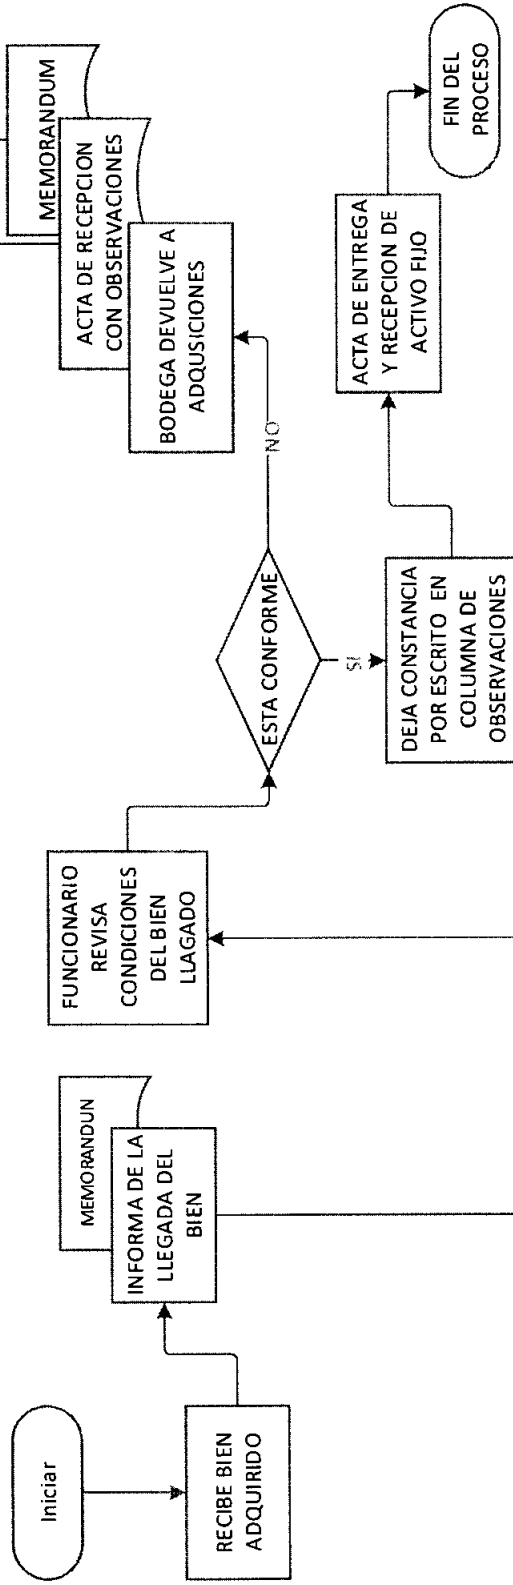 Iniciar
RECIBE BIEN
ADQUIRIDO
MEMORANDUN
INFORMA DE LA
LLEGADA DEL
BIEN
FUNCIONARIO
REVISA
CONDICIONES
DEL BIEN
LLAGADO
ESTA CONFORME
NO
SI
MEMORANDUM
ACTA DE RECEPCION
CON OBSERVACIONES
BODEGA DEVUELVE A
ADQUSICIONES
DEJA CONSTANCIA
POR ESCRITO EN
COLUMNA DE
OBSERVACIONES
ACTA DE ENTREGA
Y RECEPCION DE
ACTIVO FIJO
FIN DEL
PROCESO